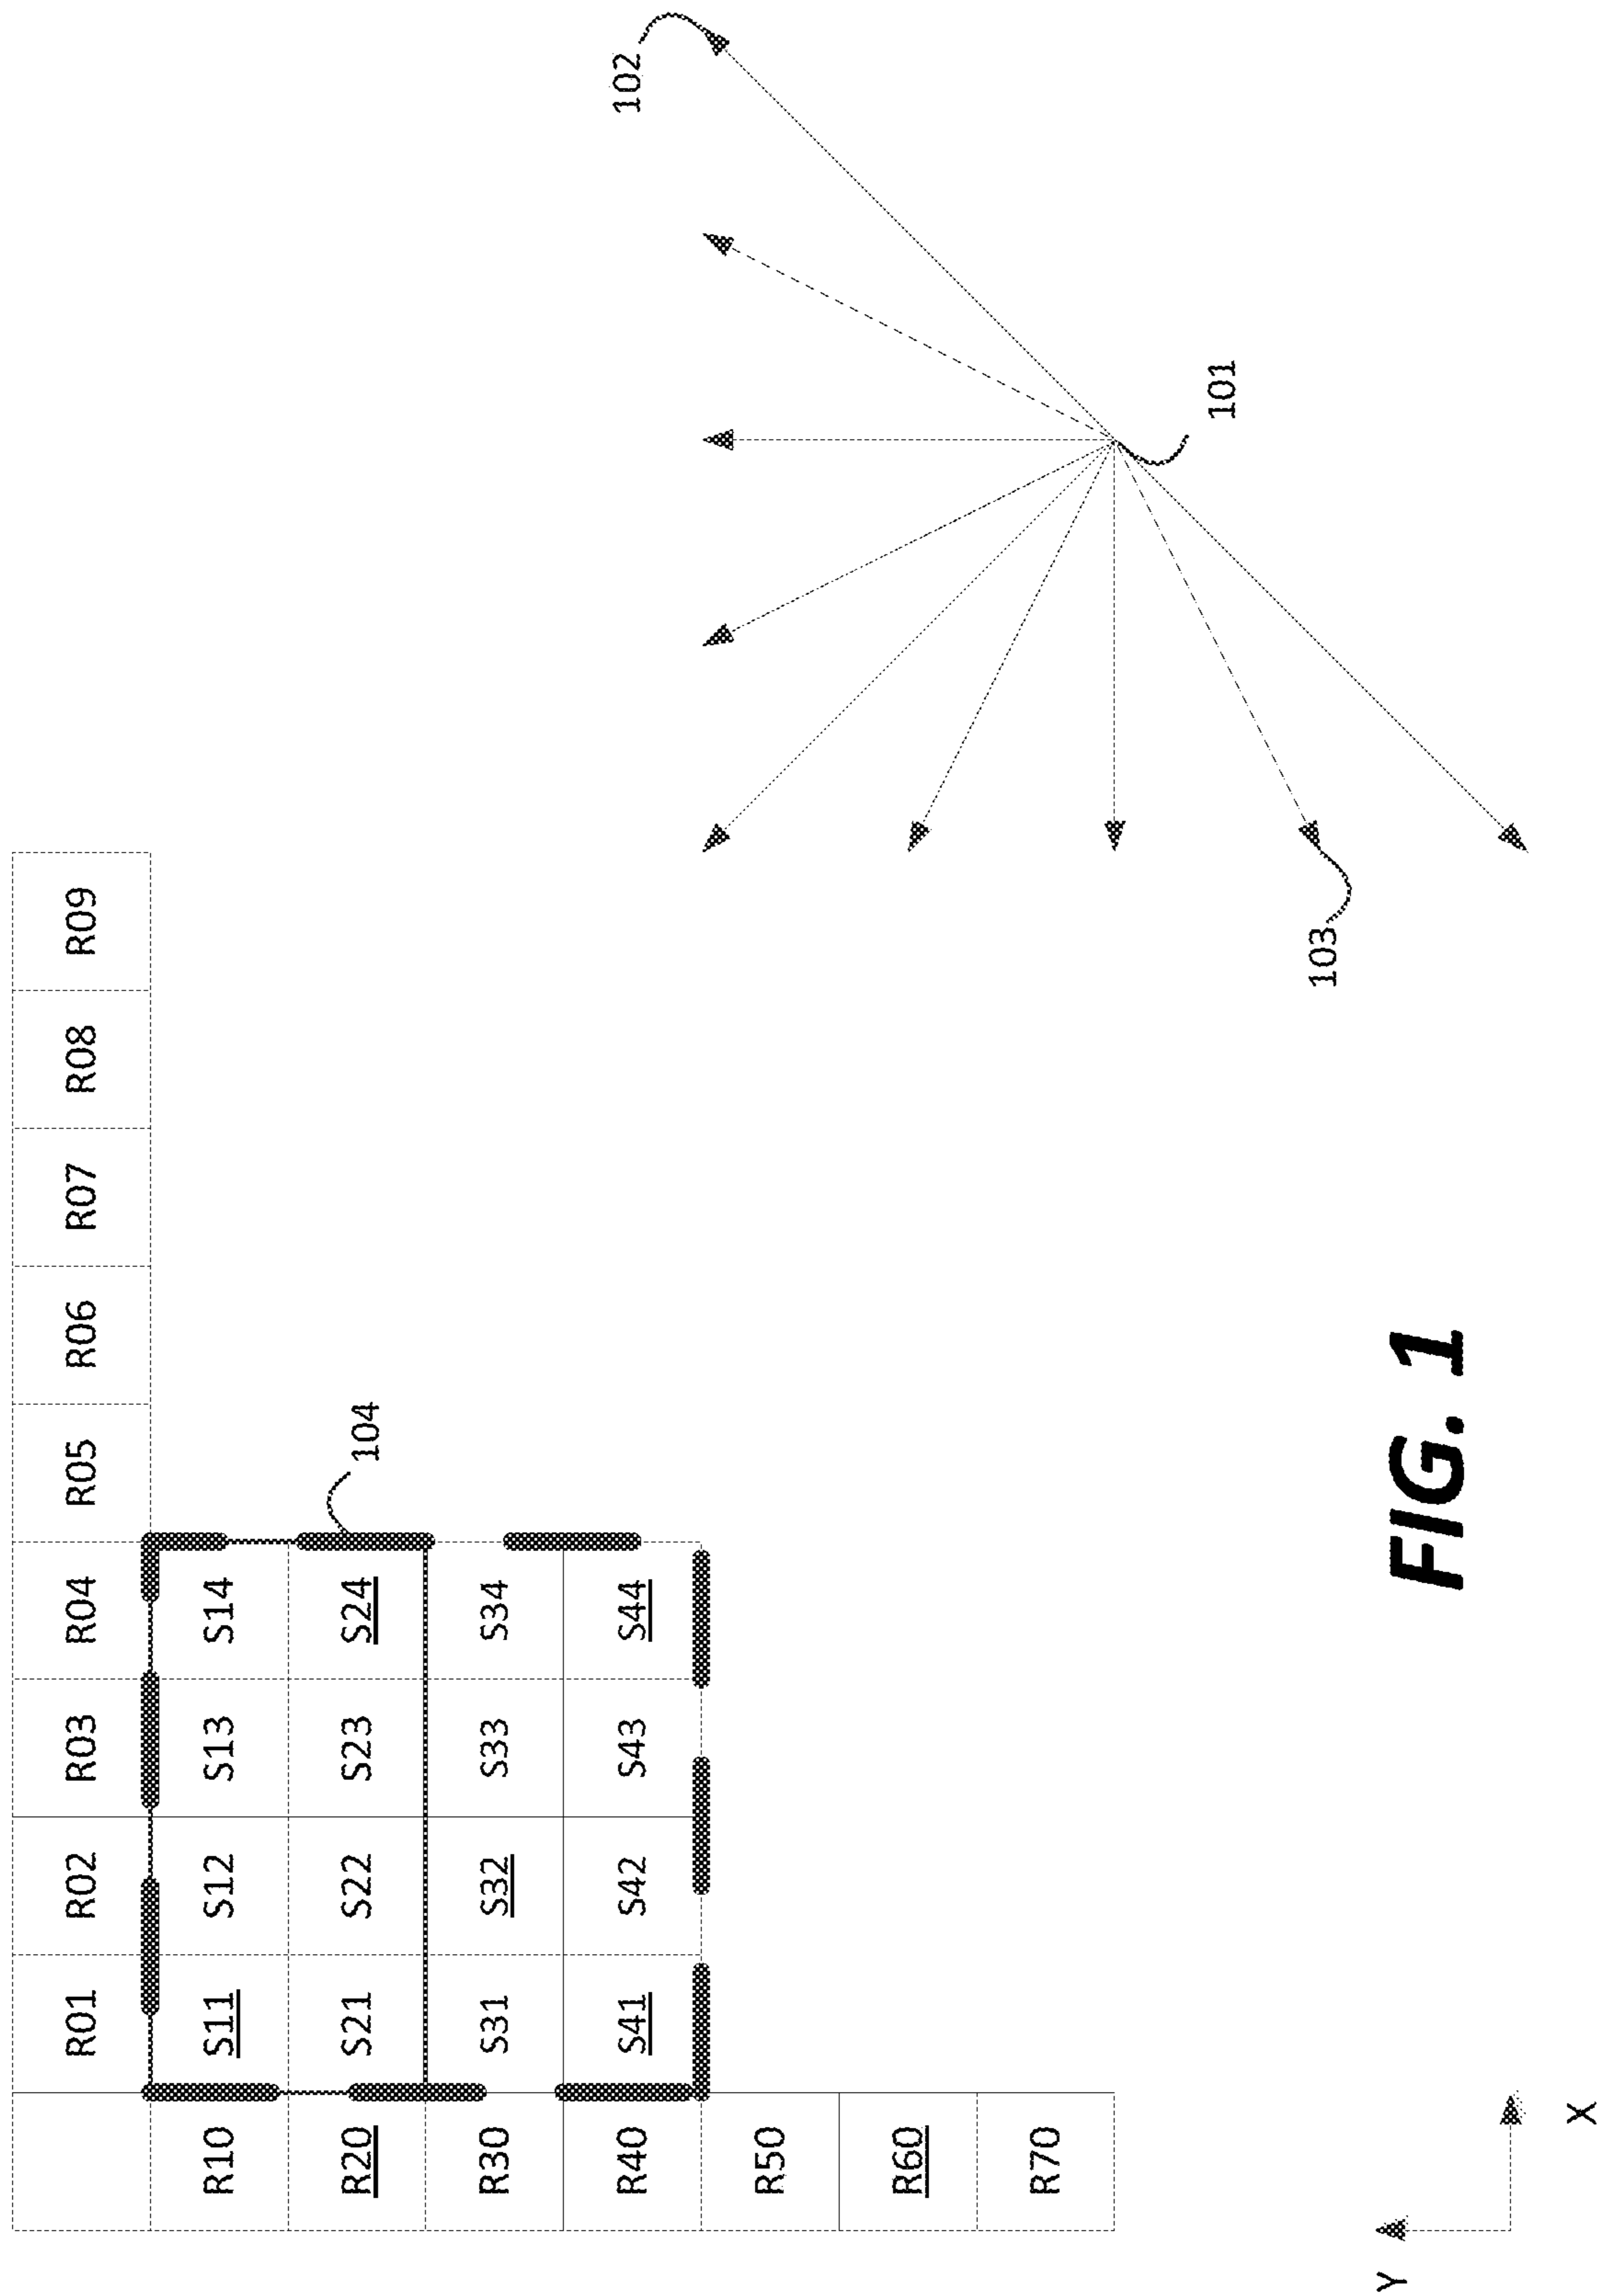 R01 R02 R03 R04 R05 R06 R07 R08 R09
R10 S11 S12 S13 S14
R20 S21 S22 S23 S24
104
R30 S31 S32 S33 S34
R40 S41 S42 S43 S44
R50
R60
R70
102
101
103
Y
X
FIG. 1